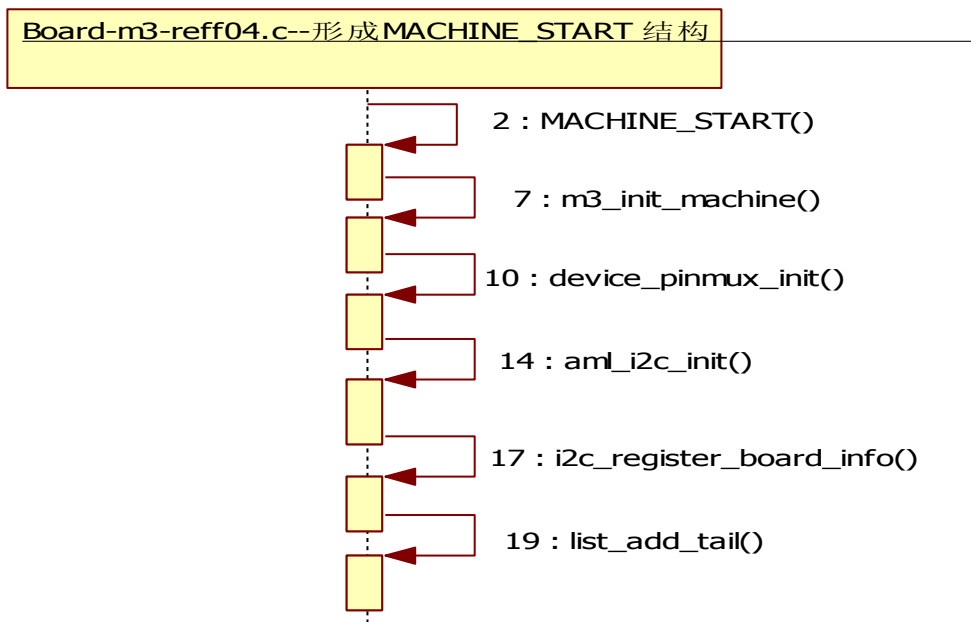 Board-m3-reff04.c--形成MACHINE_START 结构
2 : MACHINE_START()
7 : m3_init_machine()
10 : device_pinmux_init()
14 : aml_i2c_init()
17 : i2c_register_board_info()
19 : list_add_tail()